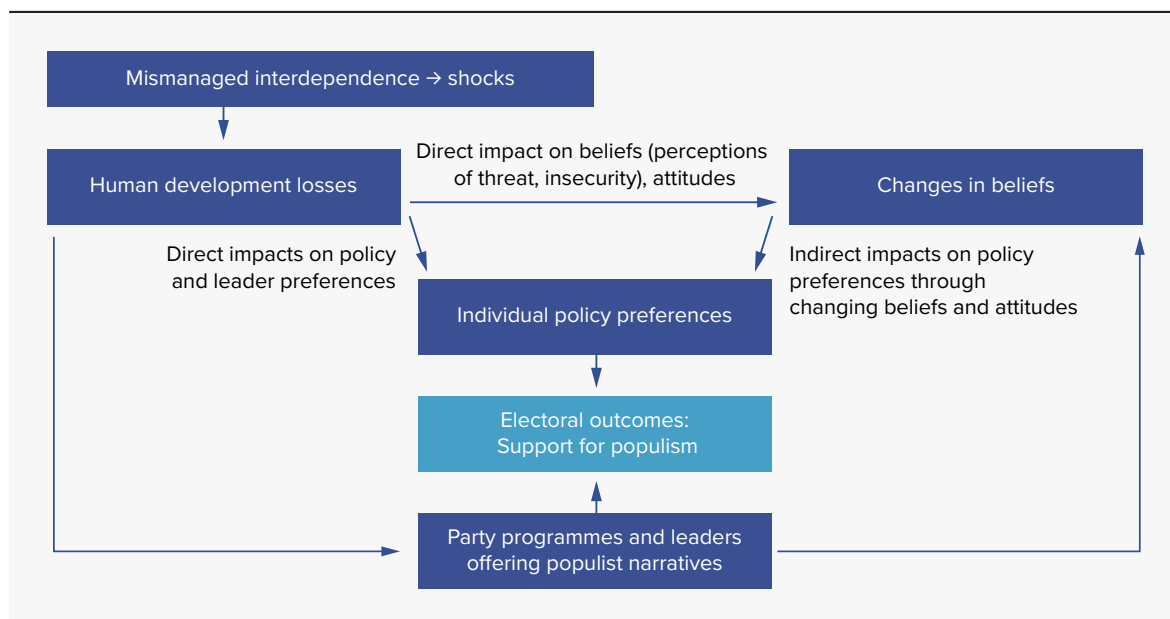 Mismanaged interdependence → shocks
Human development losses
Direct impact on beliefs (perceptions
of threat, insecurity), attitudes
Changes in beliefs
Direct impacts on policy
and leader preferences
Indirect impacts on policy
preferences through
changing beliefs and attitudes
Individual policy preferences
Electoral outcomes:
Support for populism
Party programmes and leaders
offering populist narratives